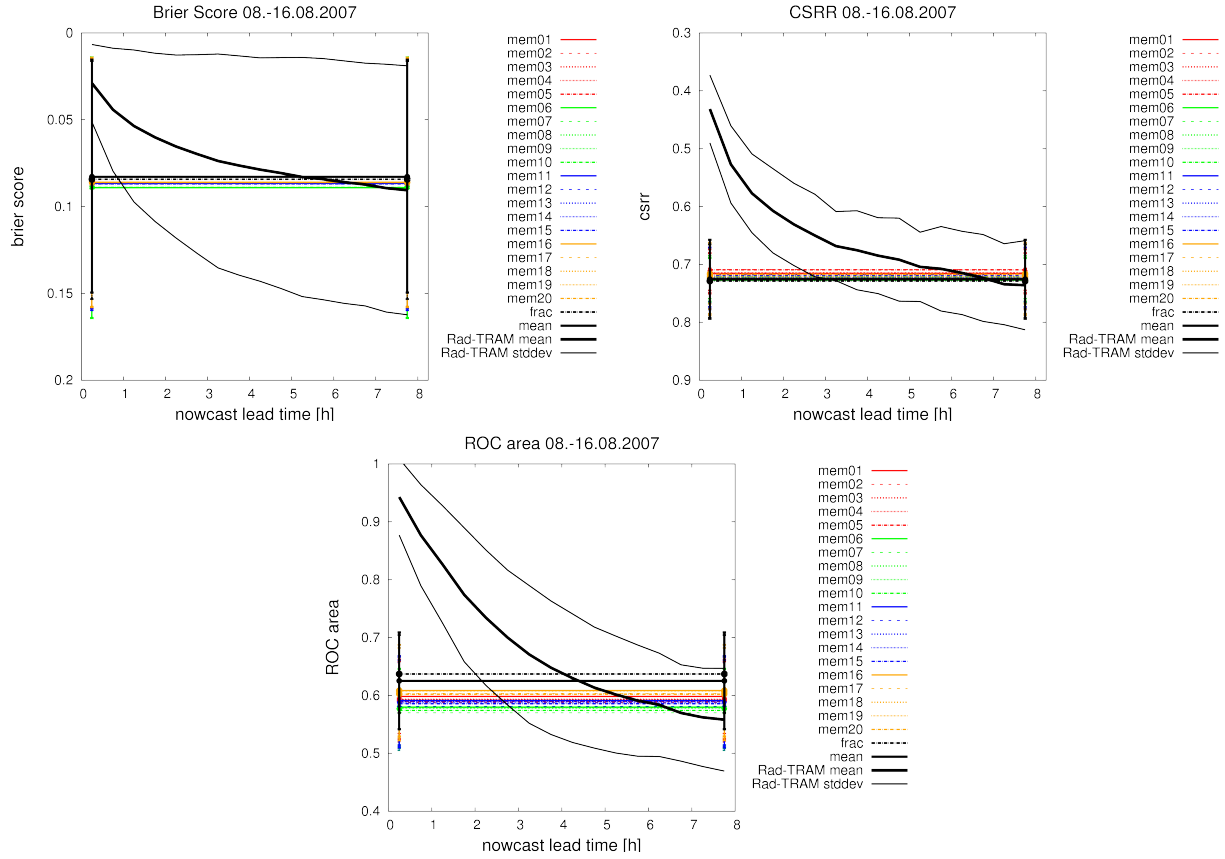 Brier Score 08.-16.08.2007
0
0.05
0.1
0.15
0.2
brier score
0 1 2 3 4 5 6 7 8
nowcast lead time [h]
mem01
mem02
mem03
mem04
mem05
mem06
mem07
mem08
mem09
mem10
mem11
mem12
mem13
mem14
mem15
mem16
mem17
mem18
mem19
mem20
frac
mean
Rad-TRAM mean
Rad-TRAM stddev
CSRR 08.-16.08.2007
0.3
0.4
0.5
0.6
0.7
0.8
0.9
csrr
0 1 2 3 4 5 6 7 8
nowcast lead time [h]
mem01
mem02
mem03
mem04
mem05
mem06
mem07
mem08
mem09
mem10
mem11
mem12
mem13
mem14
mem15
mem16
mem17
mem18
mem19
mem20
frac
mean
Rad-TRAM mean
Rad-TRAM stddev
ROC area 08.-16.08.2007
1
0.9
0.8
0.7
0.6
0.5
0.4
ROC area
0 1 2 3 4 5 6 7 8
nowcast lead time [h]
mem01
mem02
mem03
mem04
mem05
mem06
mem07
mem08
mem09
mem10
mem11
mem12
mem13
mem14
mem15
mem16
mem17
mem18
mem19
mem20
frac
mean
Rad-TRAM mean
Rad-TRAM stddev